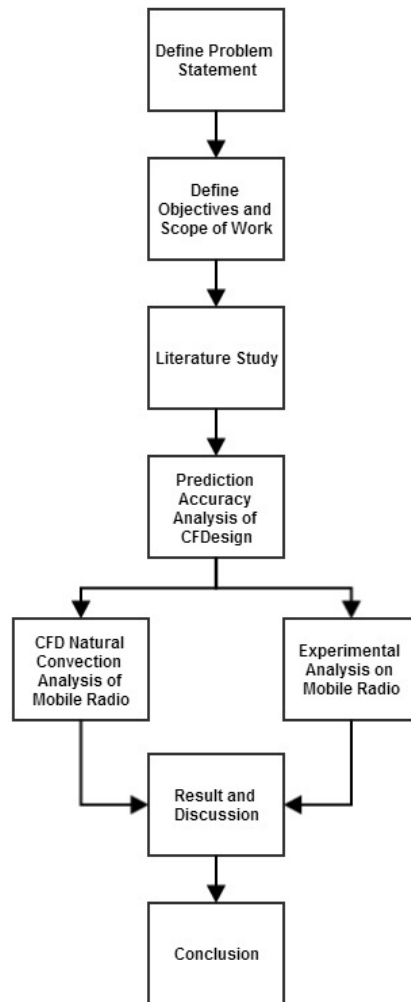 Define Problem
Statement
Define
Objectives and
Scope of Work
Literature Study
Prediction
Accuracy
Analysis of
CFDesign
CFD Natural
Convection
Analysis of
Mobile Radio
Experimental
Analysis on
Mobile Radio
Result and
Discussion
Conclusion